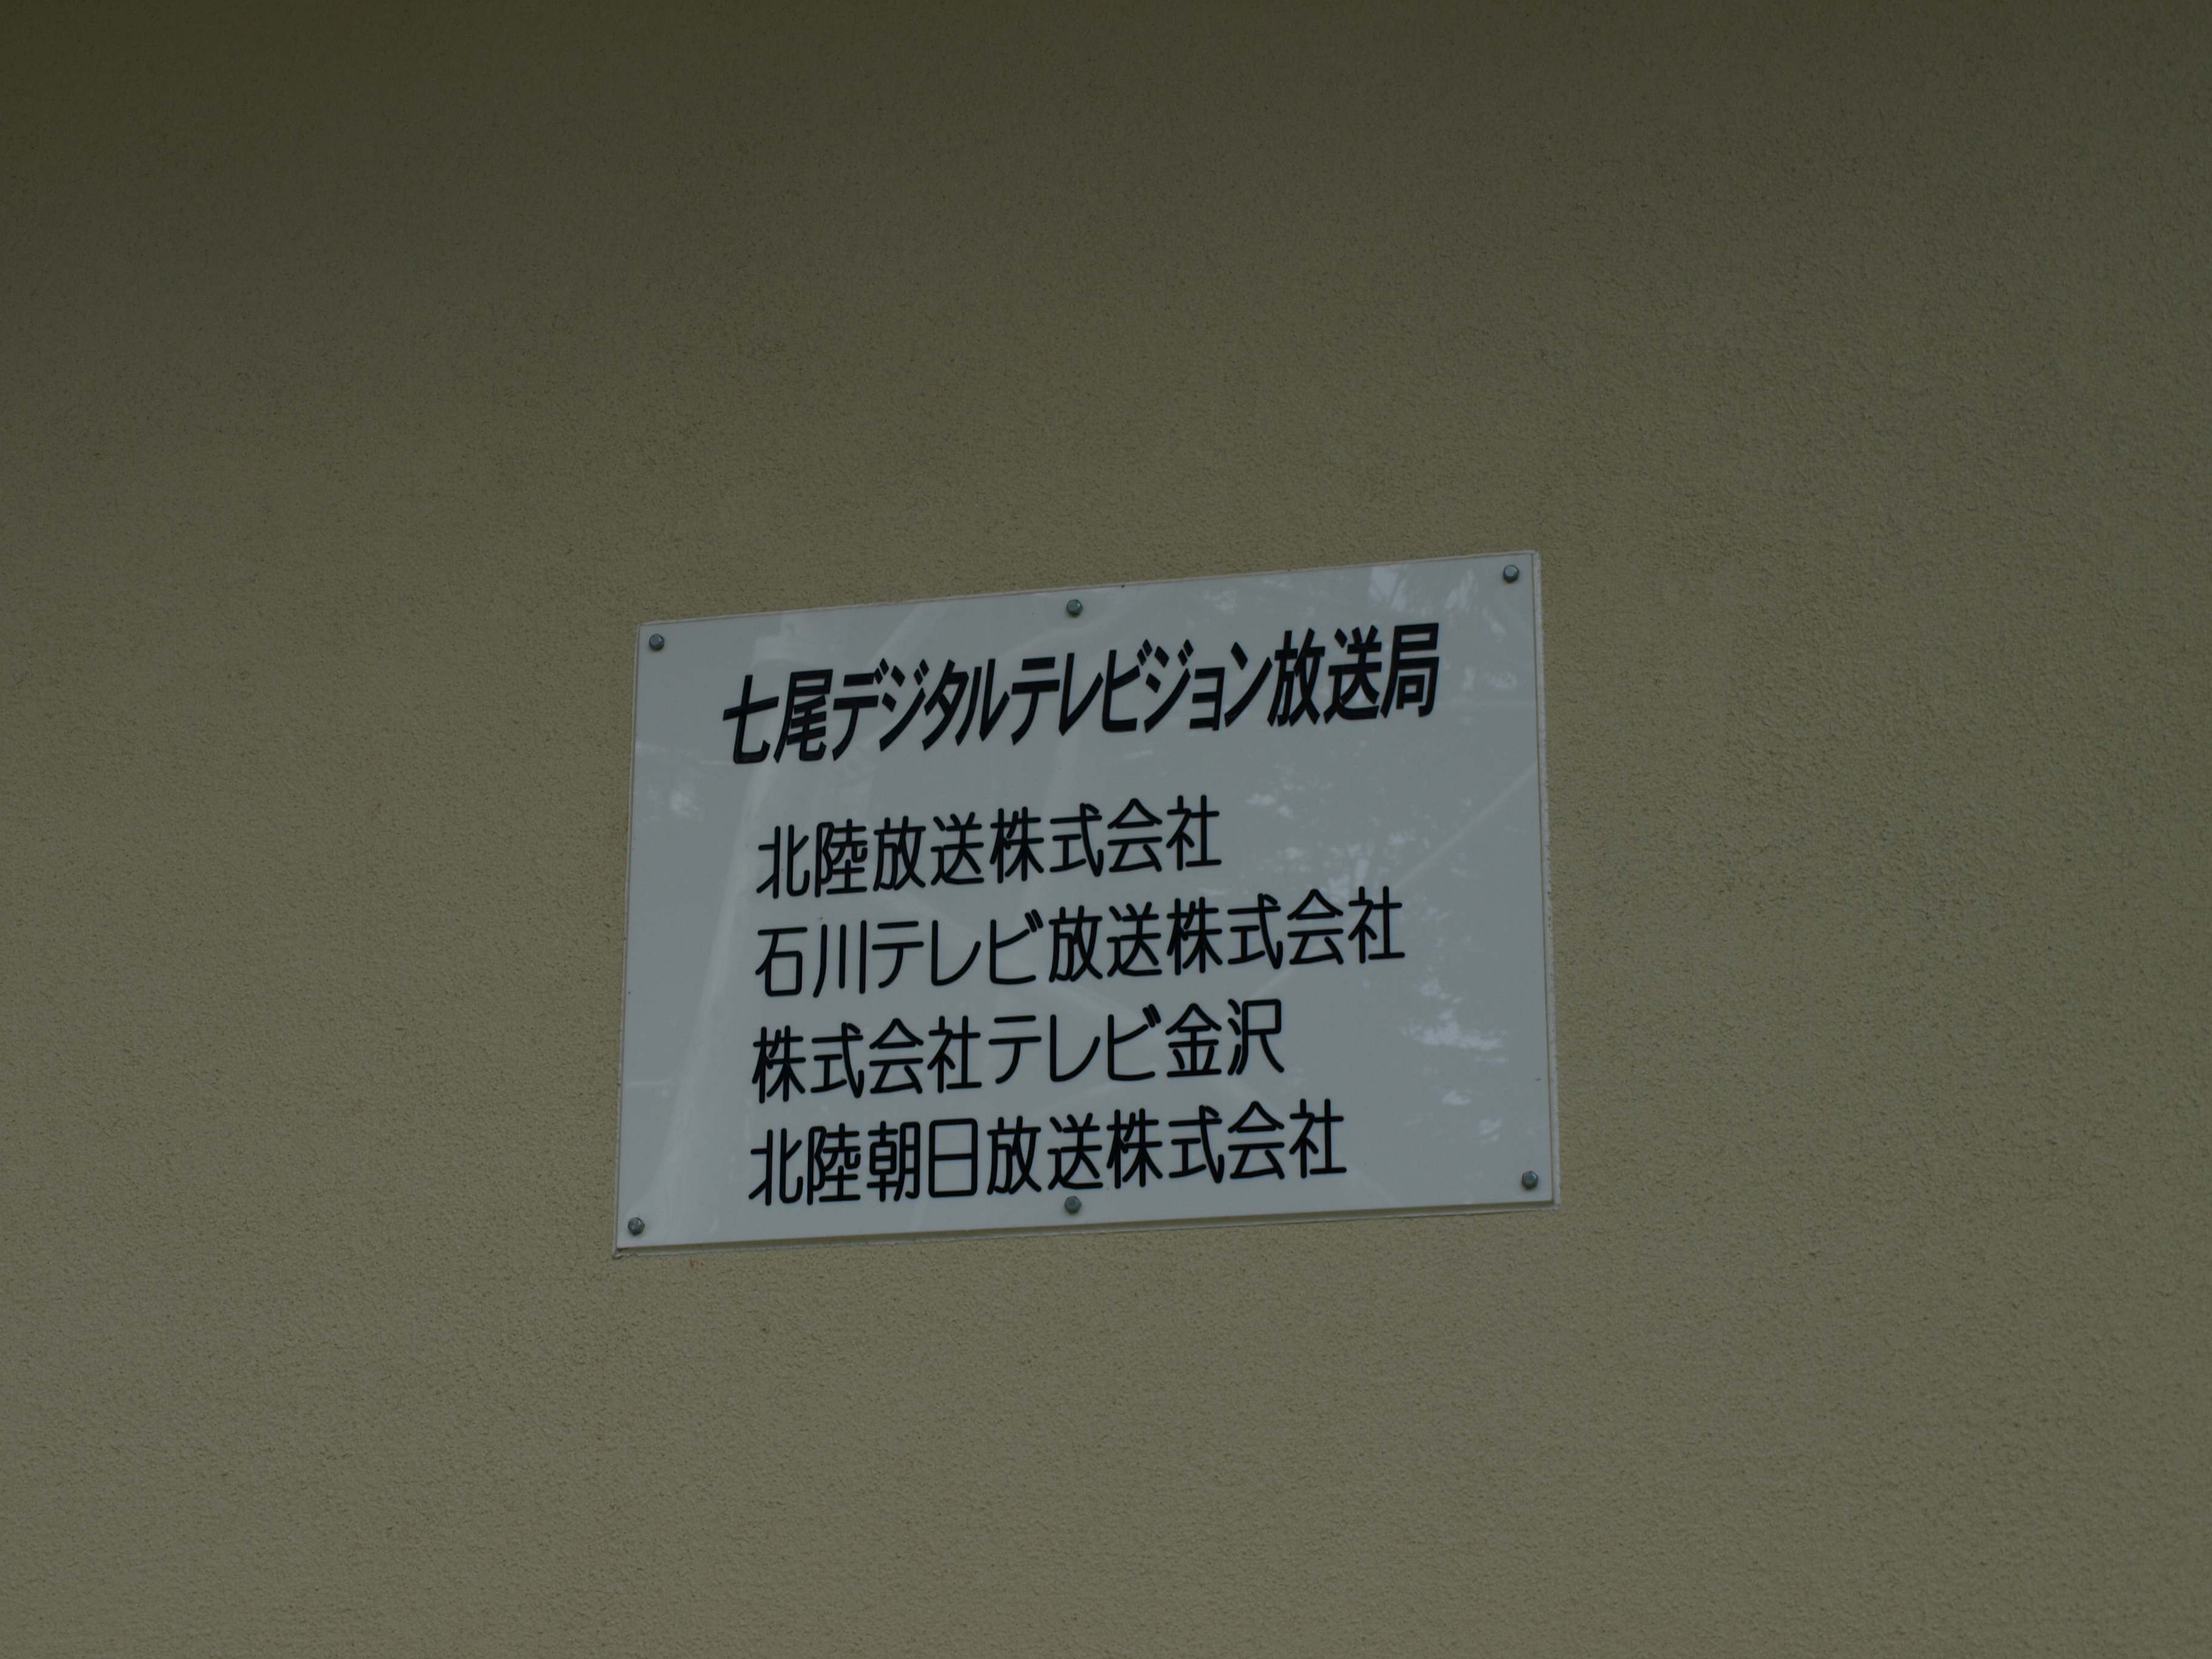 七尾デジタルテレビジョン放送局
北陸放送株式会社
石川テレビ放送株式会社
株式会社テレビ金沢
北陸朝日放送株式会社